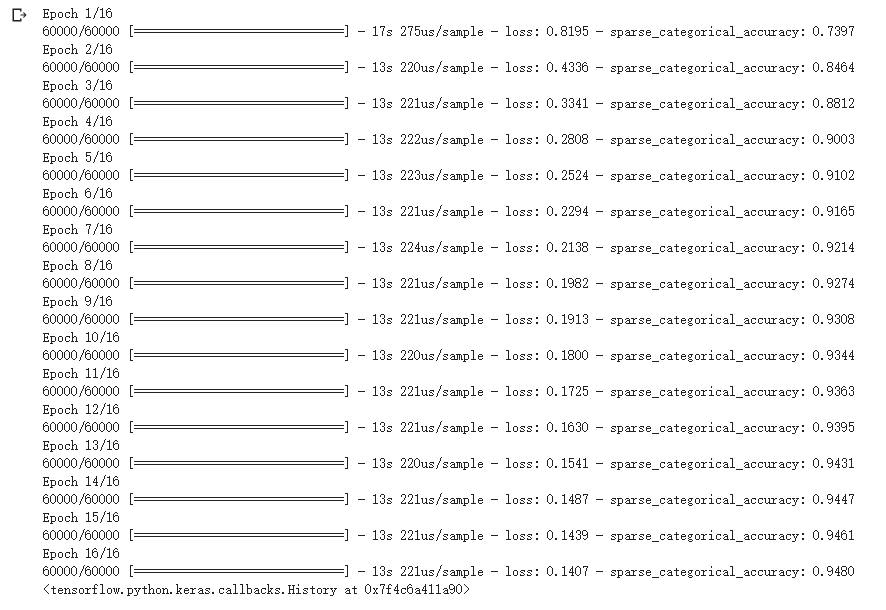 Epoch 1/16
60000/60000 [==============================] - 17s 275us/sample - loss: 0.8195 - sparse_categorical_accuracy: 0.7397
Epoch 2/16
60000/60000 [==============================] - 13s 220us/sample - loss: 0.4336 - sparse_categorical_accuracy: 0.8464
Epoch 3/16
60000/60000 [==============================] - 13s 221us/sample - loss: 0.3341 - sparse_categorical_accuracy: 0.8812
Epoch 4/16
60000/60000 [==============================] - 13s 222us/sample - loss: 0.2808 - sparse_categorical_accuracy: 0.9003
Epoch 5/16
60000/60000 [==============================] - 13s 223us/sample - loss: 0.2524 - sparse_categorical_accuracy: 0.9102
Epoch 6/16
60000/60000 [==============================] - 13s 221us/sample - loss: 0.2294 - sparse_categorical_accuracy: 0.9165
Epoch 7/16
60000/60000 [==============================] - 13s 224us/sample - loss: 0.2138 - sparse_categorical_accuracy: 0.9214
Epoch 8/16
60000/60000 [==============================] - 13s 221us/sample - loss: 0.1982 - sparse_categorical_accuracy: 0.9274
Epoch 9/16
60000/60000 [==============================] - 13s 221us/sample - loss: 0.1913 - sparse_categorical_accuracy: 0.9308
Epoch 10/16
60000/60000 [==============================] - 13s 220us/sample - loss: 0.1800 - sparse_categorical_accuracy: 0.9344
Epoch 11/16
60000/60000 [==============================] - 13s 221us/sample - loss: 0.1725 - sparse_categorical_accuracy: 0.9363
Epoch 12/16
60000/60000 [==============================] - 13s 221us/sample - loss: 0.1630 - sparse_categorical_accuracy: 0.9395
Epoch 13/16
60000/60000 [==============================] - 13s 220us/sample - loss: 0.1541 - sparse_categorical_accuracy: 0.9431
Epoch 14/16
60000/60000 [==============================] - 13s 221us/sample - loss: 0.1487 - sparse_categorical_accuracy: 0.9447
Epoch 15/16
60000/60000 [==============================] - 13s 221us/sample - loss: 0.1439 - sparse_categorical_accuracy: 0.9461
Epoch 16/16
60000/60000 [==============================] - 13s 221us/sample - loss: 0.1407 - sparse_categorical_accuracy: 0.9480
<tensorflow.python.keras.callbacks.History at 0x7f4c6a411a90>